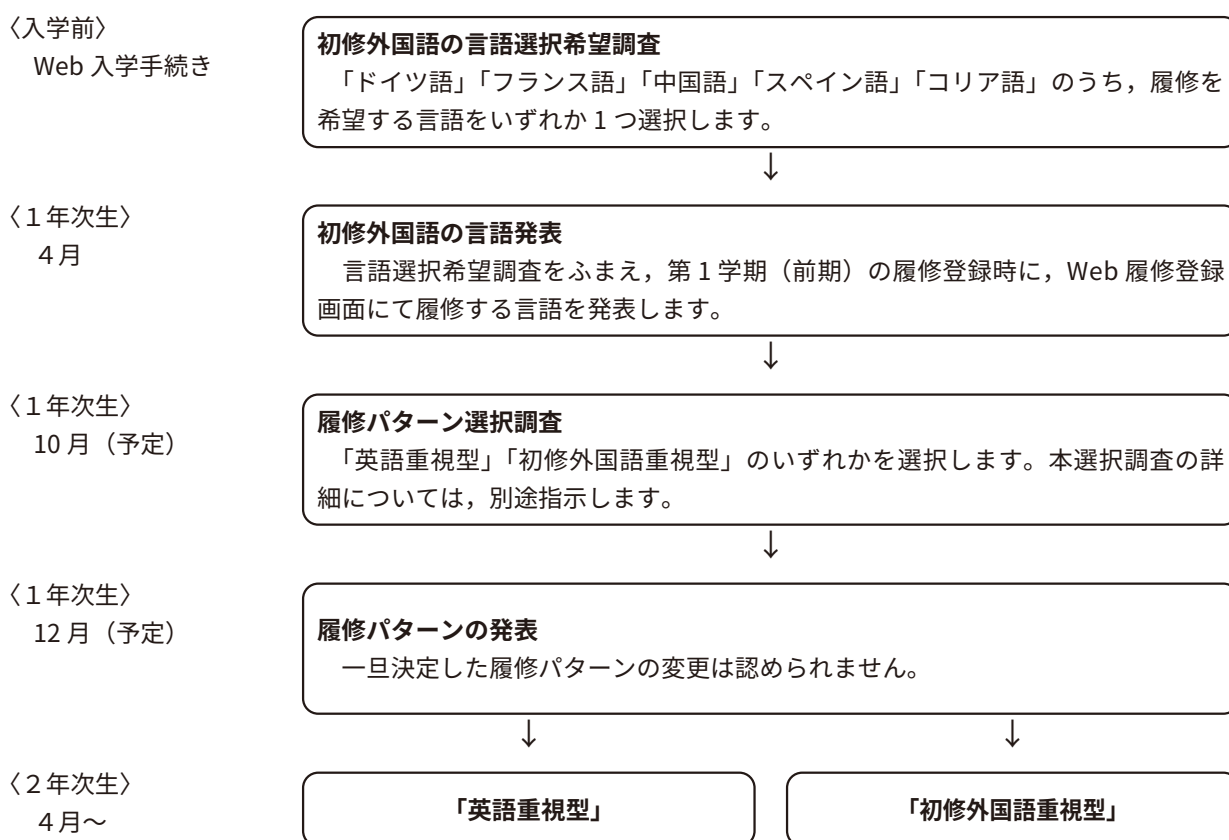 〈入学前〉
Web 入学手続き
初修外国語の言語選択希望調査
「ドイツ語」「フランス語」「中国語」「スペイン語」「コリア語」のうち，履修を
希望する言語をいずれか 1 つ選択します。
↓
〈１年次生〉
４月
初修外国語の言語発表
言語選択希望調査をふまえ，第 1 学期（前期）の履修登録時に，Web 履修登録
画面にて履修する言語を発表します。
↓
〈１年次生〉
10 月（予定）
履修パターン選択調査
「英語重視型」「初修外国語重視型」のいずれかを選択します。本選択調査の詳
細については，別途指示します。
↓
〈１年次生〉
12 月（予定）
履修パターンの発表
一旦決定した履修パターンの変更は認められません。
↓ ↓
〈２年次生〉
４月～
「英語重視型」
「初修外国語重視型」